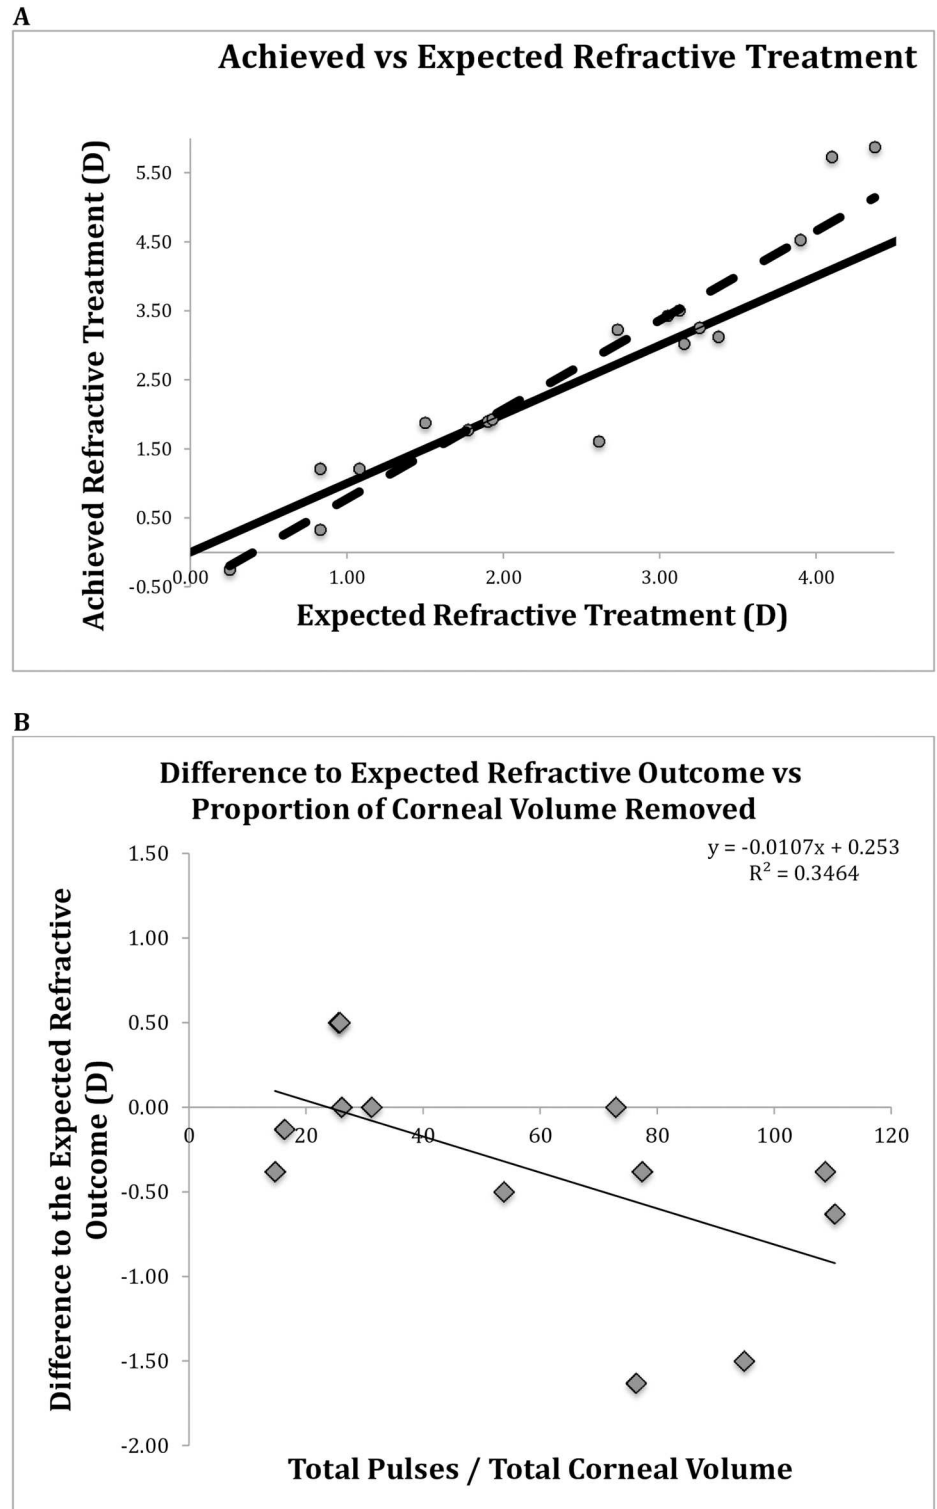 A
Achieved vs Expected Refractive Treatment
Achieved Refractive Treatment (D)
5.50
4.50
3.50
2.50
1.50
0.50
-0.50
0.00 1.00 2.00 3.00 4.00
Expected Refractive Treatment (D)
B
Difference to Expected Refractive Outcome vs
Proportion of Corneal Volume Removed
y = -0.0107x + 0.253
R² = 0.3464
Difference to the Expected Refractive
Outcome (D)
1.50
1.00
0.50
0.00
0 20 40 60 80 100 120
-0.50
-1.00
-1.50
-2.00
Total Pulses / Total Corneal Volume